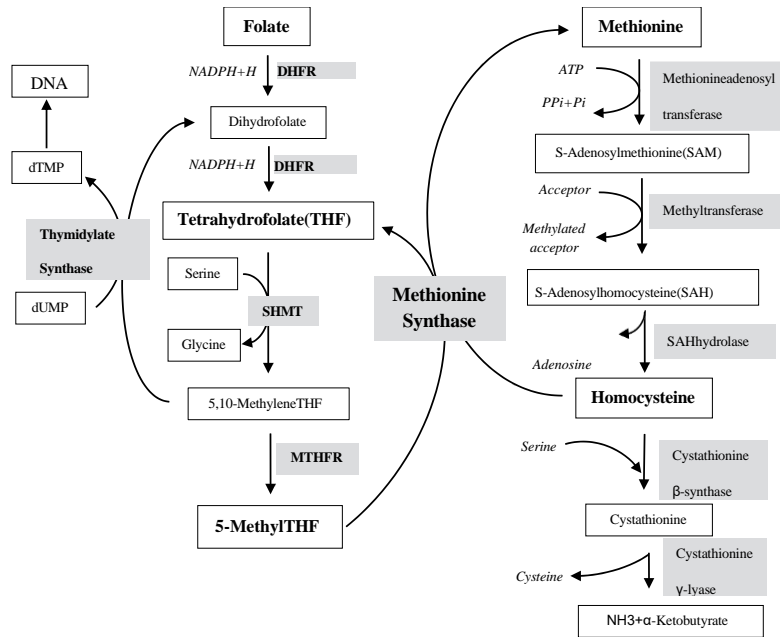 Folate
NADPH+H
DHFR
Dihydrofolate
NADPH+H
DHFR
Tetrahydrofolate(THF)
Serine
SHMT
Glycine
5,10-MethyleneTHF
MTHFR
5-MethylTHF
DNA
dTMP
Thymidylate
Synthase
dUMP
Methionine
Synthase
Methionine
ATP
PPi+Pi
Methionineadenosyl
transferase
S-Adenosylmethionine(SAM)
Acceptor
Methylated
acceptor
Methyltransferase
S-Adenosylhomocysteine(SAH)
SAHhydrolase
Adenosine
Homocysteine
Serine
Cystathionine
β-synthase
Cystathionine
Cysteine
Cystathionine
γ-lyase
NH3+α-Ketobutyrate